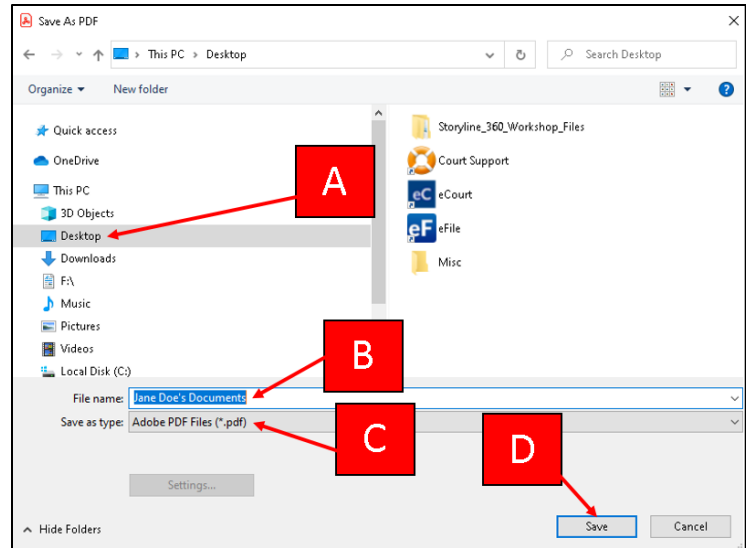 Save As PDF
This PC > Desktop
Search Desktop
Organize
New folder
Quick access
OneDrive
This PC
3D Objects
Desktop
Downloads
F:\
Music
Pictures
Videos
Local Disk (C:)
Storyline_360_Workshop_Files
Court Support
eC eCourt
eF eFile
Misc
A
B
File name: Jane Doe's Documents
Save as type: Adobe PDF Files (*.pdf)
C
D
Settings...
Hide Folders
Save
Cancel